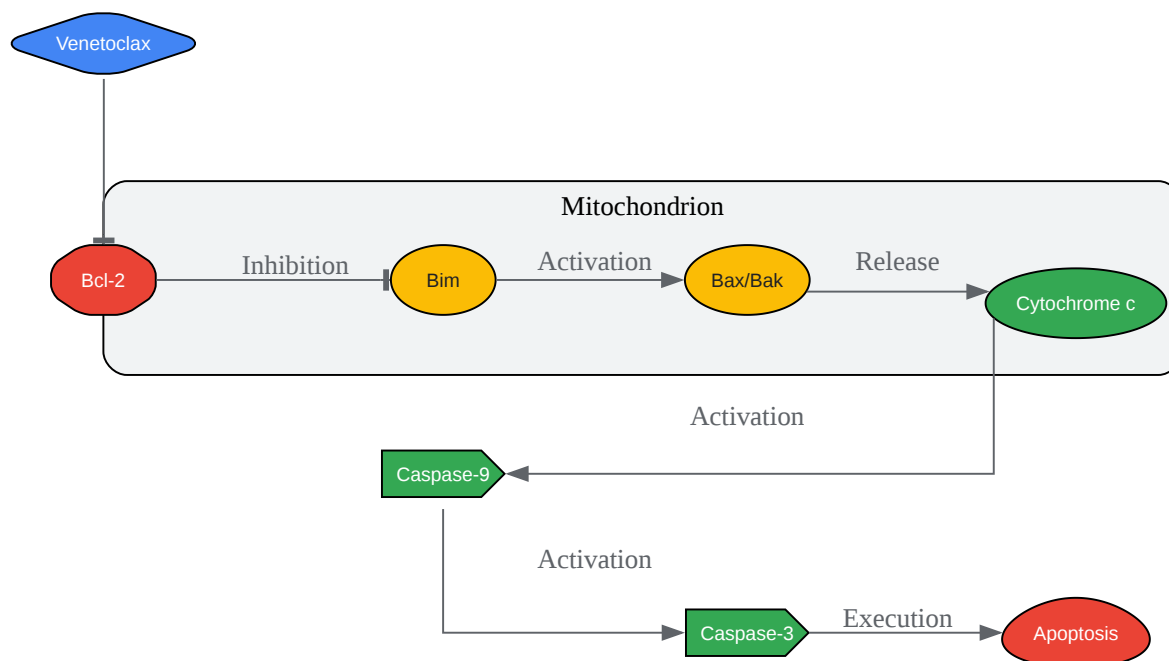 Venetoclax
Mitochondrion
Bcl-2
Inhibition
Bim
Activation
Bax/Bak
Release
Cytochrome c
Activation
Caspase-9
Activation
Caspase-3
Execution
Apoptosis